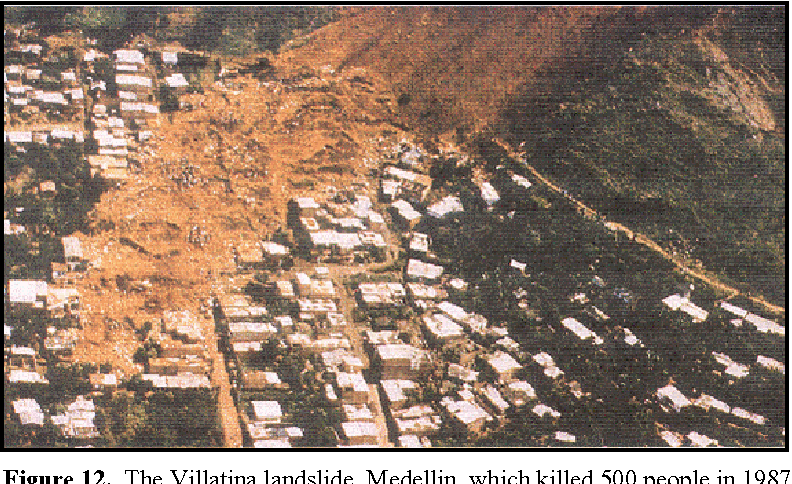 Figure 12. The Villatina landslide, Medellin, which killed 500 people in 1987